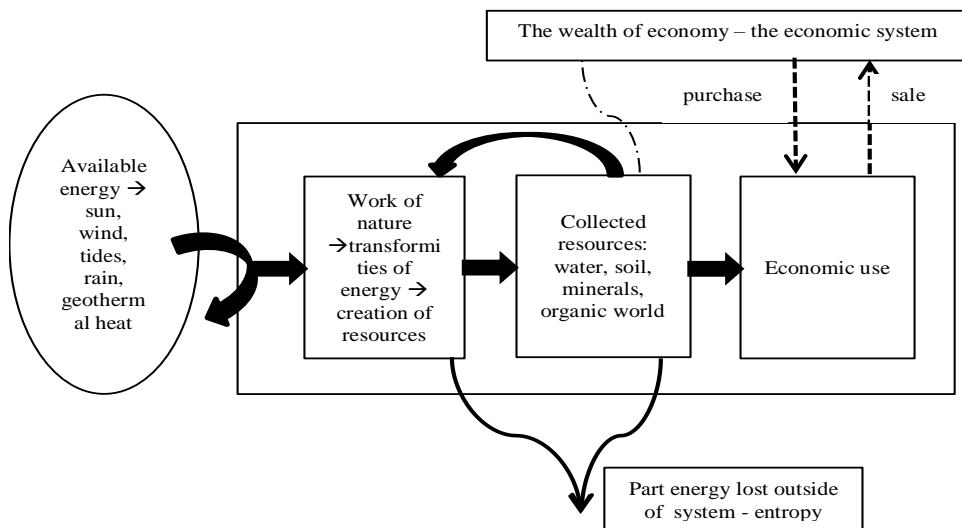 The wealth of economy – the economic system
purchase
sale
Available
energy →
sun,
wind,
tides,
rain,
geotherm
al heat
Work of
nature
→transformi
ties of
energy →
creation of
resources
Collected
resources:
water, soil,
minerals,
organic world
Economic use
Part energy lost outside
of system - entropy